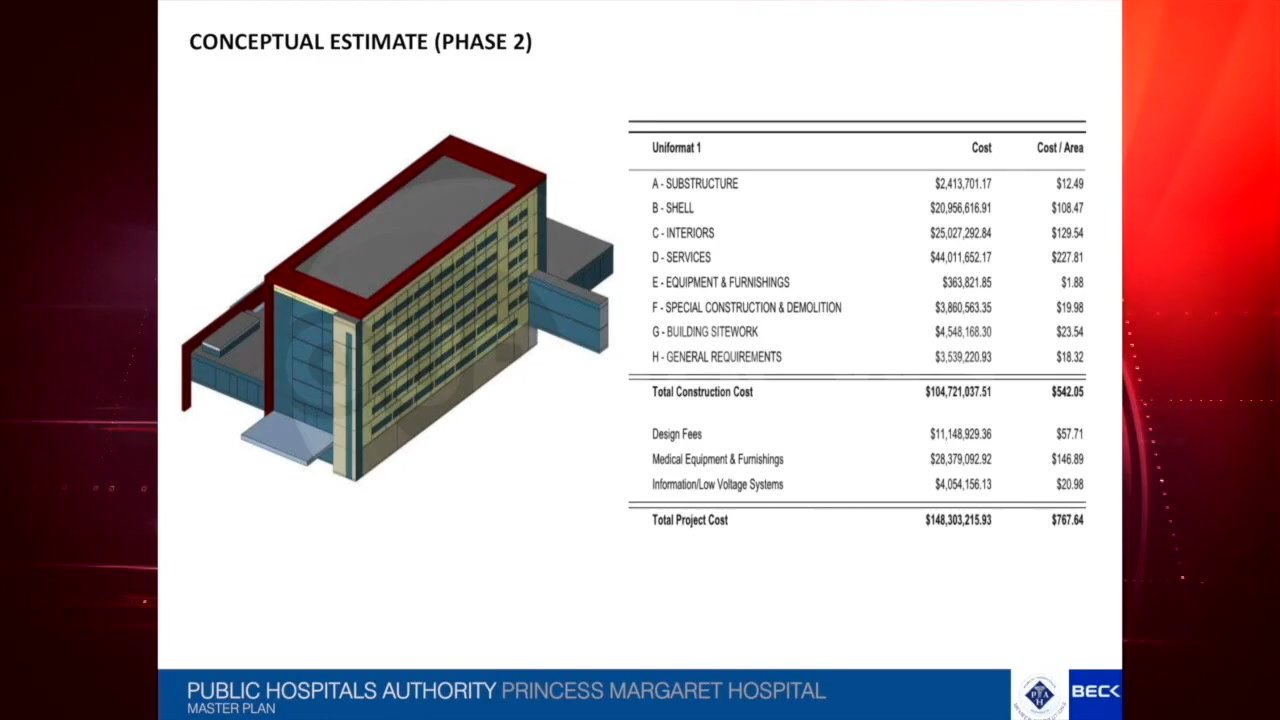 CONCEPTUAL ESTIMATE (PHASE 2)
Uniformat 1 Cost Cost / Area
A - SUBSTRUCTURE $2,413,701.17 $12.49
B - SHELL $20,956,616.91 $108.47
C - INTERIORS $25,027,292.84 $129.54
D - SERVICES $44,011,652.17 $227.81
E - EQUIPMENT & FURNISHINGS $363,821.85 $1.88
F - SPECIAL CONSTRUCTION & DEMOLITION $3,860,563.35 $19.98
G - BUILDING SITEWORK $4,548,168.30 $23.54
H - GENERAL REQUIREMENTS $3,539,220.93 $18.32
Total Construction Cost $104,721,037.51 $542.05
Design Fees $11,148,929.36 $57.71
Medical Equipment & Furnishings $28,379,092.92 $146.89
Information/Low Voltage Systems $4,054,156.13 $20.98
Total Project Cost $148,303,215.93 $767.64
PUBLIC HOSPITALS AUTHORITY PRINCESS MARGARET HOSPITAL
MASTER PLAN
PHA
BECK